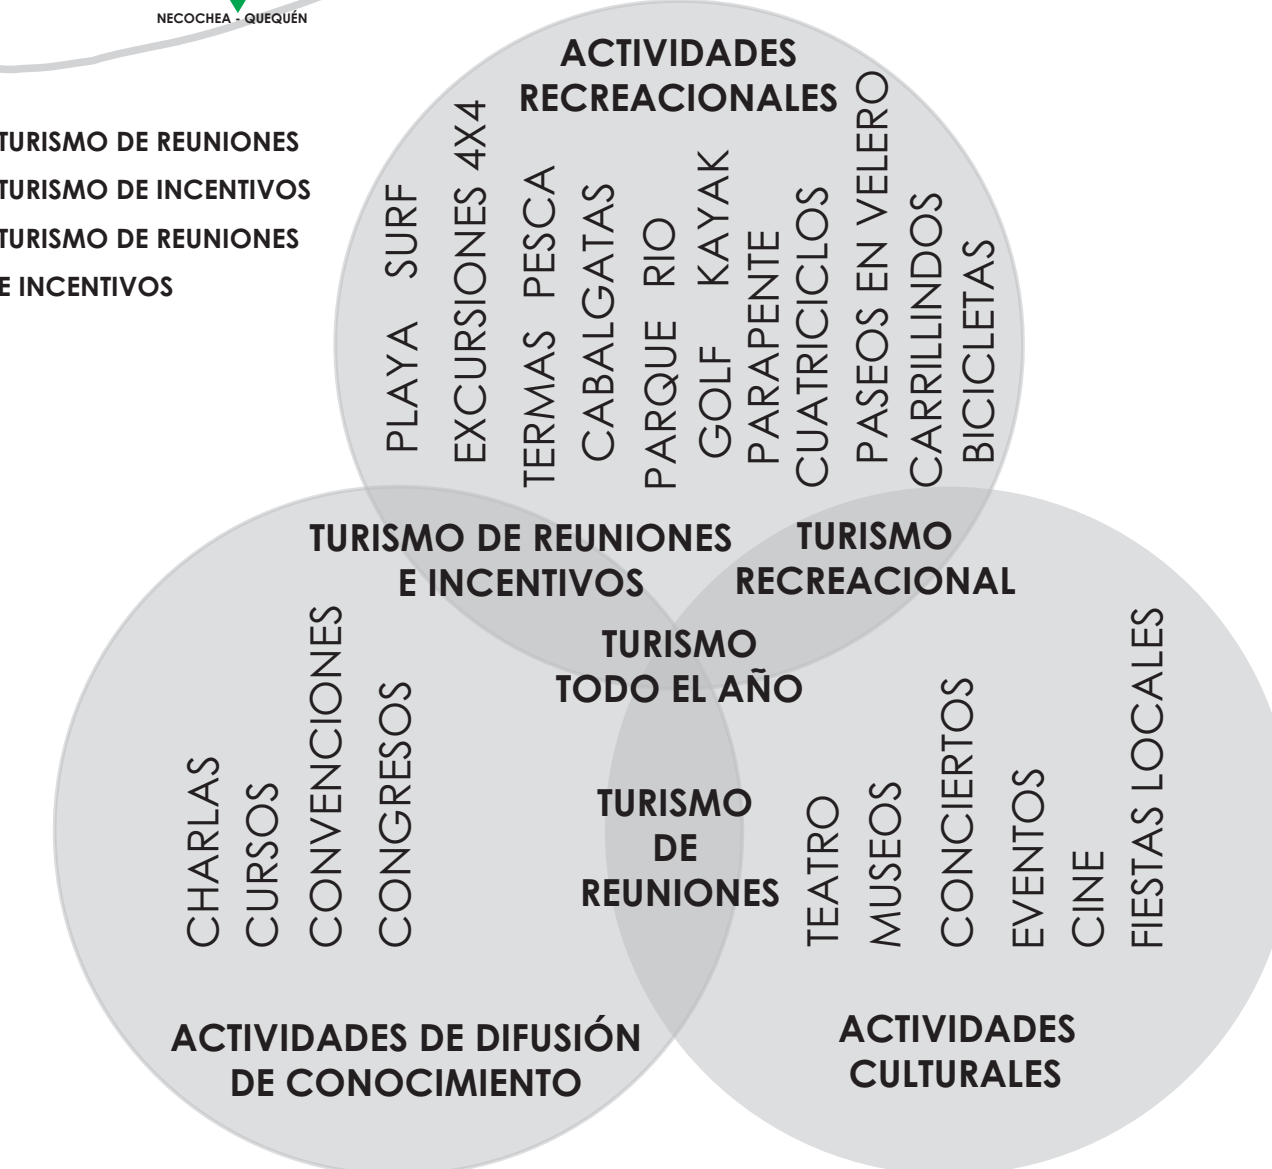 NECOCHEA - QUEQUÉN
TURISMO DE REUNIONES
TURISMO DE INCENTIVOS
TURISMO DE REUNIONES
E INCENTIVOS
ACTIVIDADES
RECREACIONALES
PLAYA SURF
EXCURSIONES 4X4
TERMAS PESCA
CABALGATAS
PARQUE RIO
GOLF KAYAK
PARAPENTE
CUATRICICLOS
PASEOS EN VELERO
CARRILLINDOS
BICICLETAS
TURISMO DE REUNIONES
E INCENTIVOS
TURISMO
RECREACIONAL
TURISMO
TODO EL AÑO
TURISMO
DE
REUNIONES
CHARLAS
CURSOS
CONVENCIONES
CONGRESOS
ACTIVIDADES DE DIFUSIÓN
DE CONOCIMIENTO
TEATRO
MUSEOS
CONCIERTOS
EVENTOS
CINE
FIESTAS LOCALES
ACTIVIDADES
CULTURALES